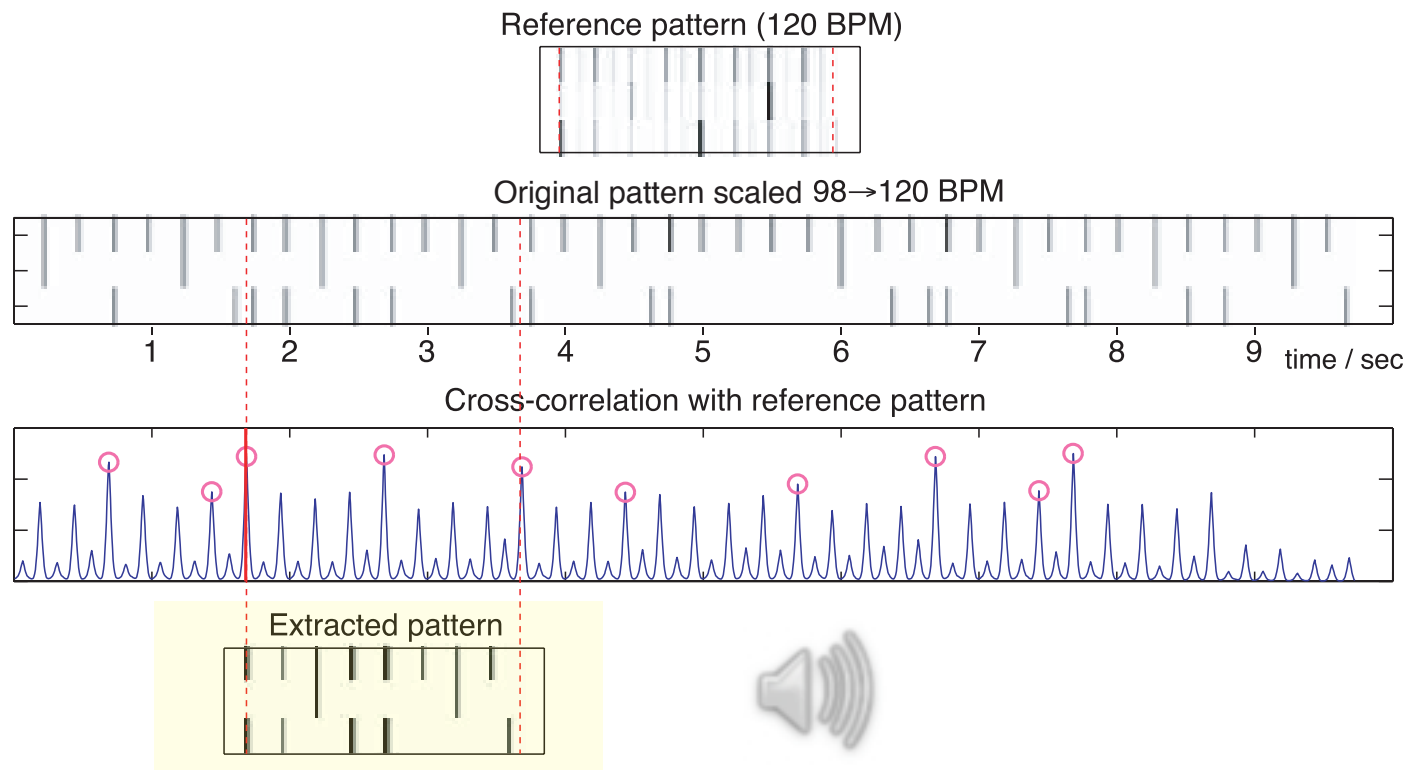 Reference pattern (120 BPM)
Original pattern scaled 98→120 BPM
1 2 3 4 5 6 7 8 9 time / sec
Cross-correlation with reference pattern
Extracted pattern